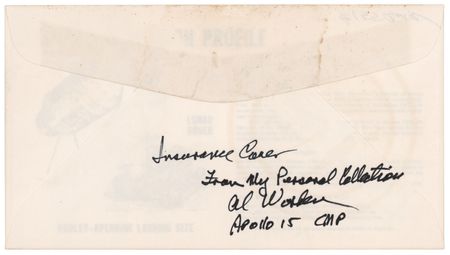 Insurance Cover
From My Personal Collection
Al Worden
Apollo 15 CMP